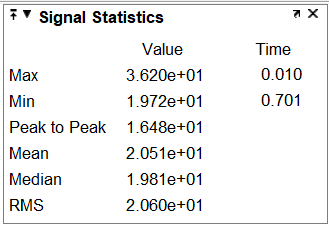 Signal Statistics
Value Time
Max 3.620e+01 0.010
Min 1.972e+01 0.701
Peak to Peak 1.648e+01
Mean 2.051e+01
Median 1.981e+01
RMS 2.060e+01